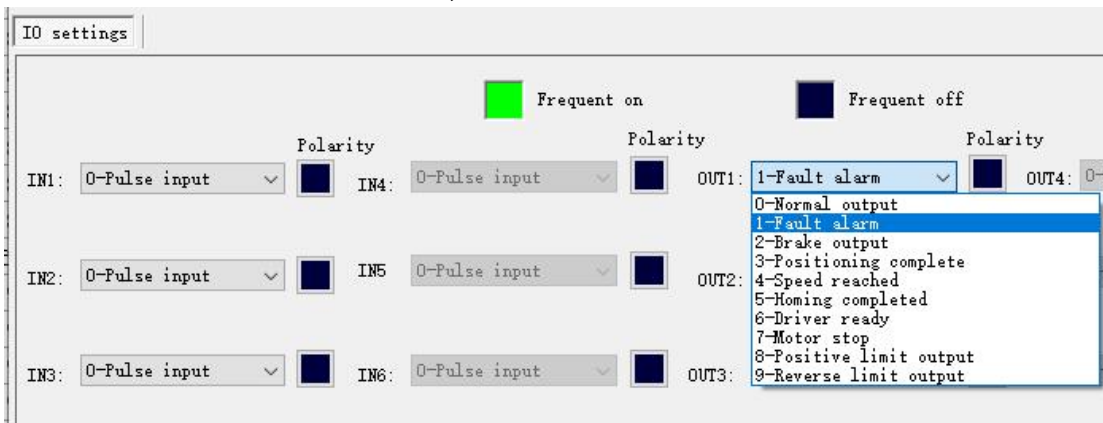 IO settings
Frequent on
Frequent off
Polarity
Polarity
Polarity
IN1: 0-Pulse input
IN4: 0-Pulse input
OUT1: 1-Fault alarm
OUT4: 0-
0-Normal output
1-Fault alarm
2-Brake output
3-Positioning complete
4-Speed reached
5-Homing completed
6-Driver ready
7-Motor stop
8-Positive limit output
9-Reverse limit output
IN2: 0-Pulse input
IN5 0-Pulse input
OUT2:
IN3: 0-Pulse input
IN6: 0-Pulse input
OUT3: